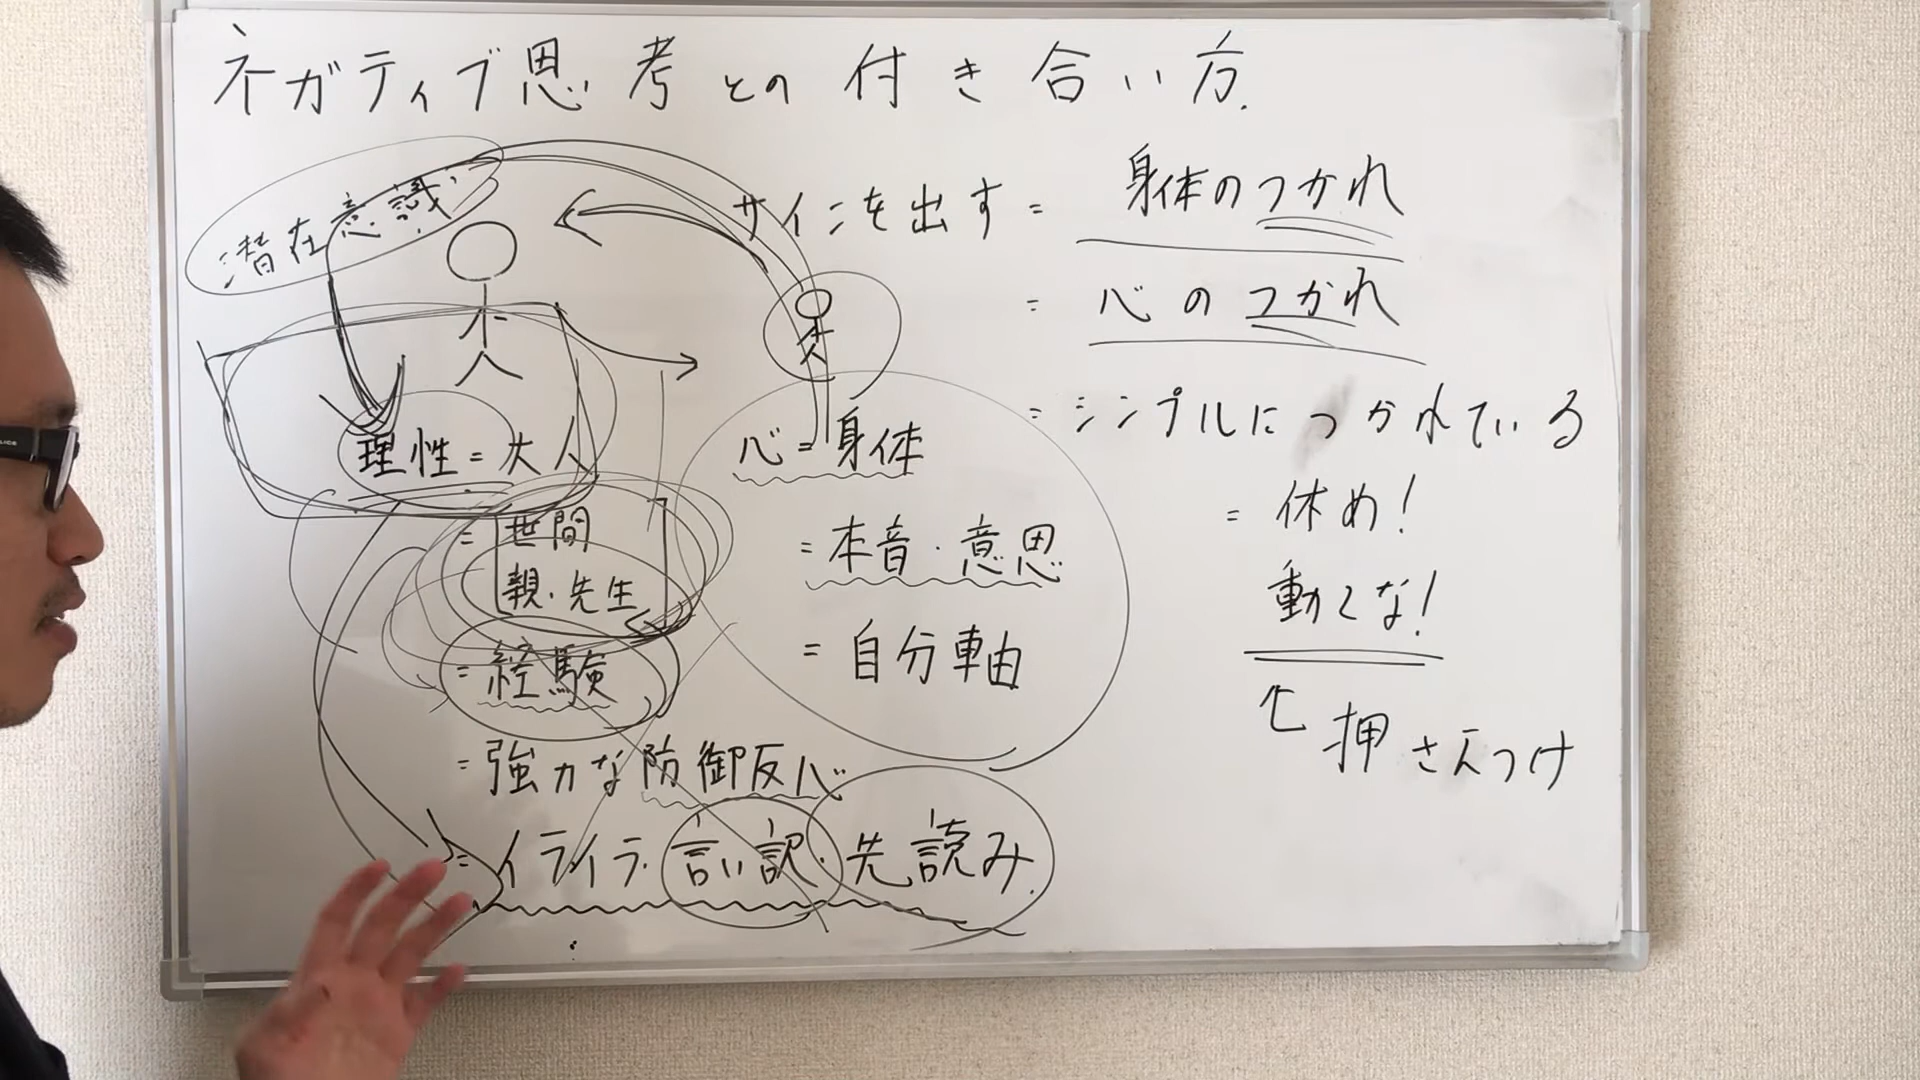 ネガティブ思考との付き合い方.
潜在意識
サインを出す = 身体のつかれ
= 心のつかれ
= シンプルにつかれている
= 休め!
動くな!
押さえつけ
理性 = 大人
= 世間
親・先生
= 経験
= 強力な防御反心
= イライラ・言い訳・先読み.
心 = 身体
= 本音・意思
= 自分軸